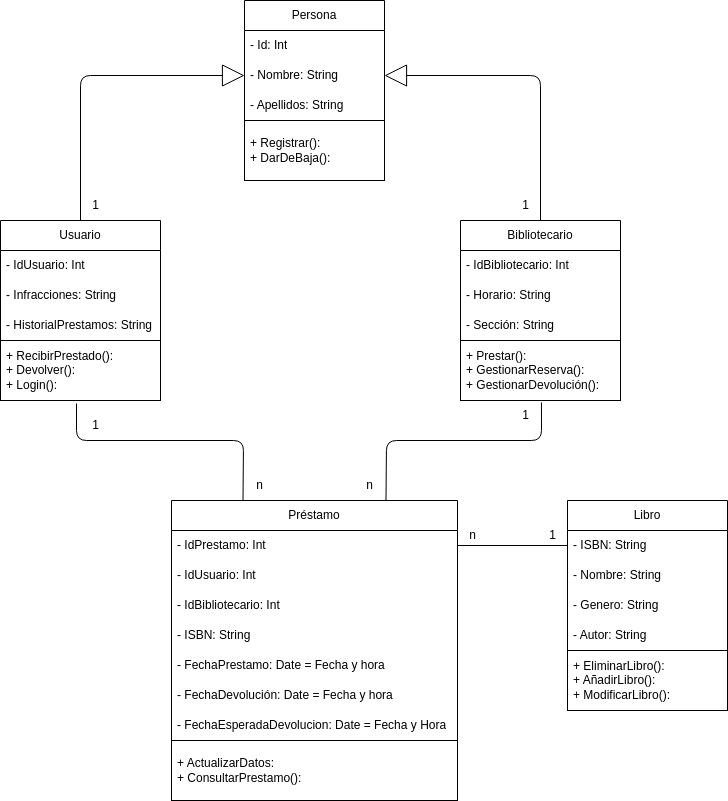 Persona
- Id: Int
- Nombre: String
- Apellidos: String
+ Registrar():
+ DarDeBaja():
1
1
Usuario
- IdUsuario: Int
- Infracciones: String
- HistorialPrestamos: String
+ RecibirPrestado():
+ Devolver():
+ Login():
Bibliotecario
- IdBibliotecario: Int
- Horario: String
- Sección: String
+ Prestar():
+ GestionarReserva():
+ GestionarDevolución():
1
1
n
n
Préstamo
- IdPrestamo: Int
- IdUsuario: Int
- IdBibliotecario: Int
- ISBN: String
- FechaPrestamo: Date = Fecha y hora
- FechaDevolución: Date = Fecha y hora
- FechaEsperadaDevolucion: Date = Fecha y Hora
+ ActualizarDatos:
+ ConsultarPrestamo():
n
1
Libro
- ISBN: String
- Nombre: String
- Genero: String
- Autor: String
+ EliminarLibro():
+ AñadirLibro():
+ ModificarLibro():